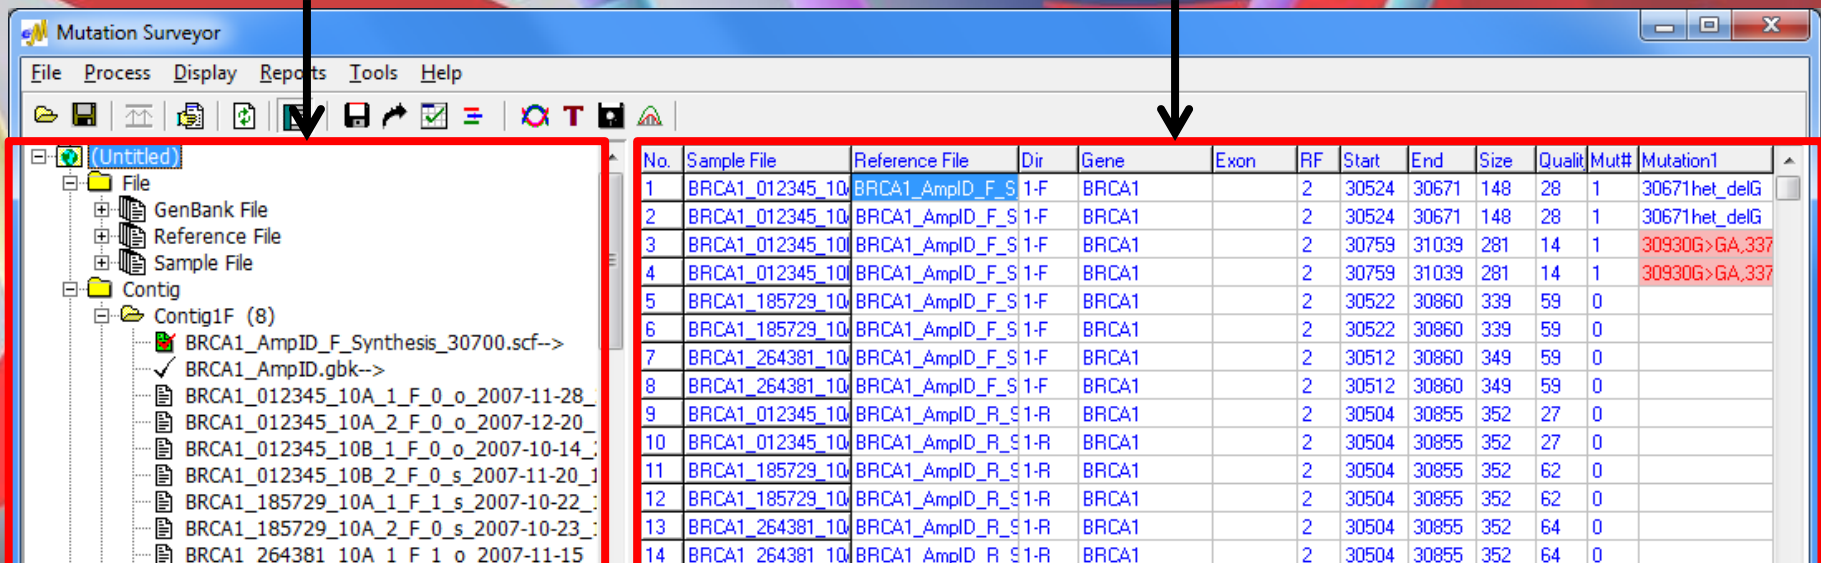 Mutation Surveyor
File Process Display Reports Tools Help
(Untitled)
File
GenBank File
Reference File
Sample File
Contig
Contig1F (8)
BRCA1_AmpID_F_Synthesis_30700.scf-->
BRCA1_AmpID.gbk-->
BRCA1_012345_10A_1_F_0_o_2007-11-28_
BRCA1_012345_10A_2_F_0_o_2007-12-20_
BRCA1_012345_10B_1_F_0_o_2007-10-14_
BRCA1_012345_10B_2_F_0_s_2007-11-20_1
BRCA1_185729_10A_1_F_1_s_2007-10-22_
BRCA1_185729_10A_2_F_0_s_2007-10-23_
BRCA1_264381_10A_1_F_1_o_2007-11-15
No. Sample File Reference File Dir Gene Exon RF Start End Size Qualit Mut# Mutation1
1 BRCA1_012345_10 BRCA1_AmpID_F_S 1-F BRCA1 2 30524 30671 148 28 1 30671het_delG
2 BRCA1_012345_10 BRCA1_AmpID_F_S 1-F BRCA1 2 30524 30671 148 28 1 30671het_delG
3 BRCA1_012345_10 BRCA1_AmpID_F_S 1-F BRCA1 2 30759 31039 281 14 1 30930G>GA,337
4 BRCA1_012345_10 BRCA1_AmpID_F_S 1-F BRCA1 2 30759 31039 281 14 1 30930G>GA,337
5 BRCA1_185729_10 BRCA1_AmpID_F_S 1-F BRCA1 2 30522 30860 339 59 0
6 BRCA1_185729_10 BRCA1_AmpID_F_S 1-F BRCA1 2 30522 30860 339 59 0
7 BRCA1_264381_10 BRCA1_AmpID_F_S 1-F BRCA1 2 30512 30860 349 59 0
8 BRCA1_264381_10 BRCA1_AmpID_F_S 1-F BRCA1 2 30512 30860 349 59 0
9 BRCA1_012345_10 BRCA1_AmpID_R_S 1-R BRCA1 2 30504 30855 352 27 0
10 BRCA1_012345_10 BRCA1_AmpID_R_S 1-R BRCA1 2 30504 30855 352 27 0
11 BRCA1_185729_10 BRCA1_AmpID_R_S 1-R BRCA1 2 30504 30855 352 62 0
12 BRCA1_185729_10 BRCA1_AmpID_R_S 1-R BRCA1 2 30504 30855 352 62 0
13 BRCA1_264381_10 BRCA1_AmpID_R_S 1-R BRCA1 2 30504 30855 352 64 0
14 BRCA1_264381_10 BRCA1_AmpID_R_S 1-R BRCA1 2 30504 30855 352 64 0